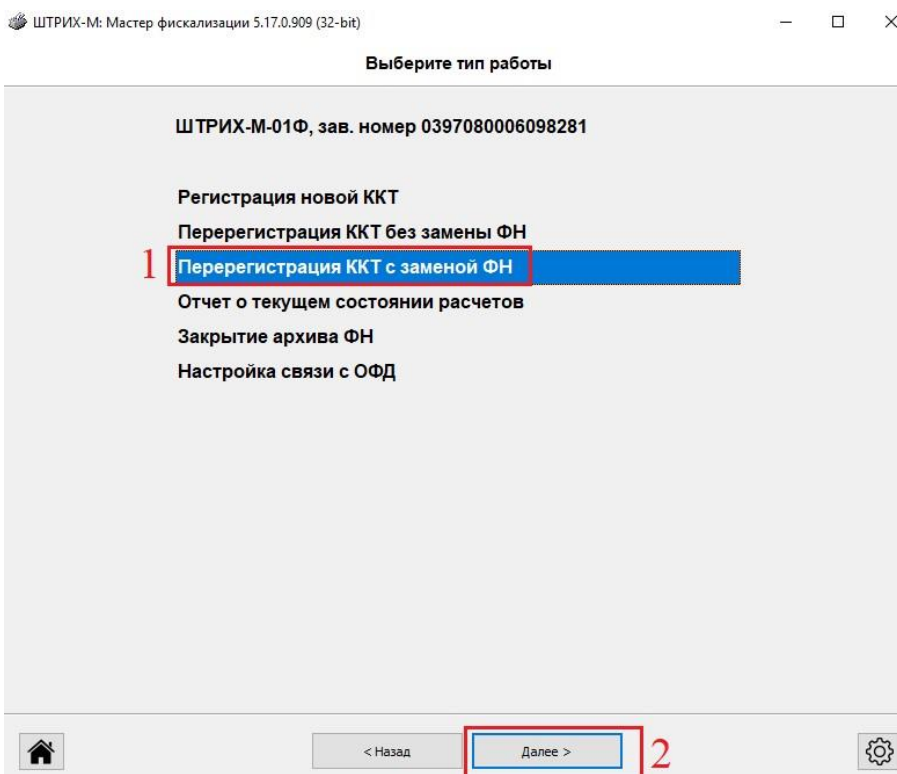 ШТРИХ-М: Мастер фискализации 5.17.0.909 (32-bit)
Выберите тип работы
ШТРИХ-М-01Ф, зав. номер 0397080006098281
Регистрация новой ККТ
Перерегистрация ККТ без замены ФН
1 Перерегистрация ККТ с заменой ФН
Отчет о текущем состоянии расчетов
Закрытие архива ФН
Настройка связи с ОФД
< Назад Далее > 2